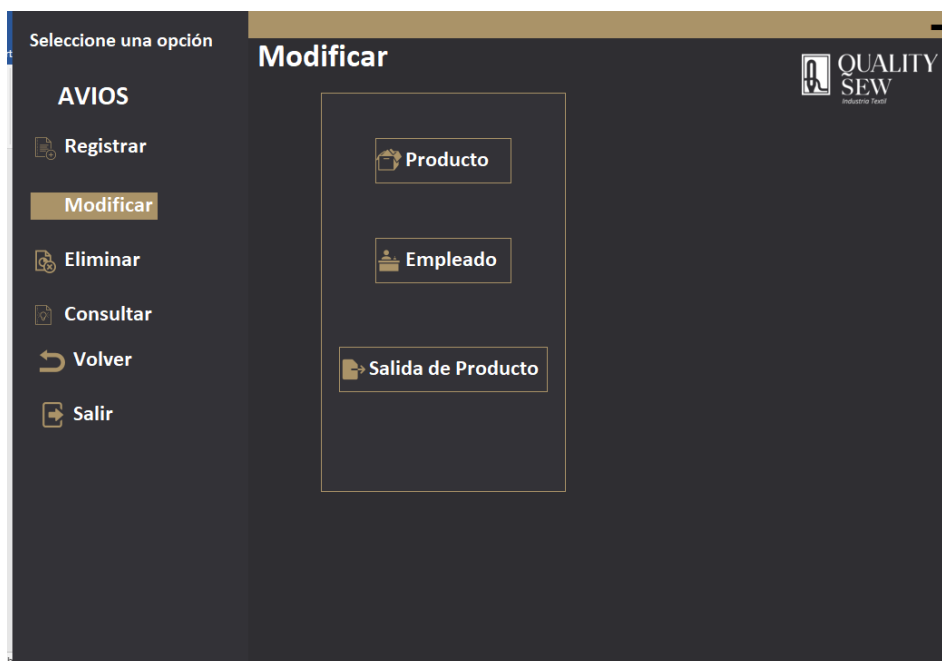 Seleccione una opción
AVIOS
Registrar
Modificar
Eliminar
Consultar
Volver
Salir
Modificar
Producto
Empleado
Salida de Producto
QUALITY
SEW
Industria Textil